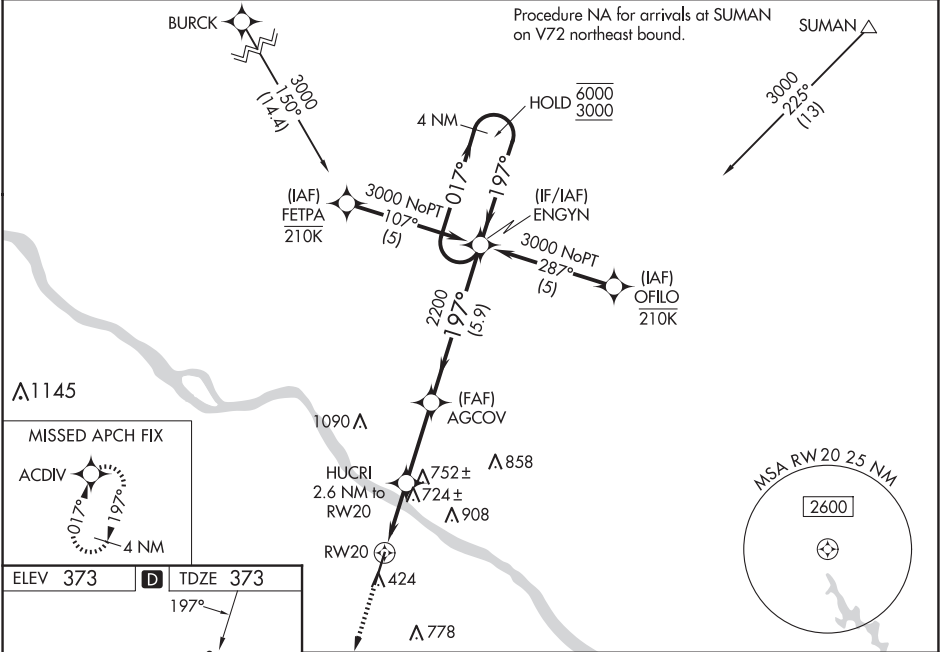 BURCK
Procedure NA for arrivals at SUMAN
on V72 northeast bound.
SUMAN
3000
150°
(14.4)
3000
225°
(13)
HOLD 6000
3000
4 NM
017°
197°
(IAF)
FETPA
210K
3000 NoPT
107°
(5)
(IF/IAF)
ENGYN
3000 NoPT
287°
(5)
(IAF)
OFILO
210K
2200
197°
(5.9)
1145
(FAF)
AGCOV
1090
MISSED APCH FIX
ACDIV
017°
197°
4 NM
HUCRI
2.6 NM to
RW20
752±
724±
858
908
RW20
424
778
MSA RW20 25 NM
2600
ELEV 373 D TDZE 373
197°